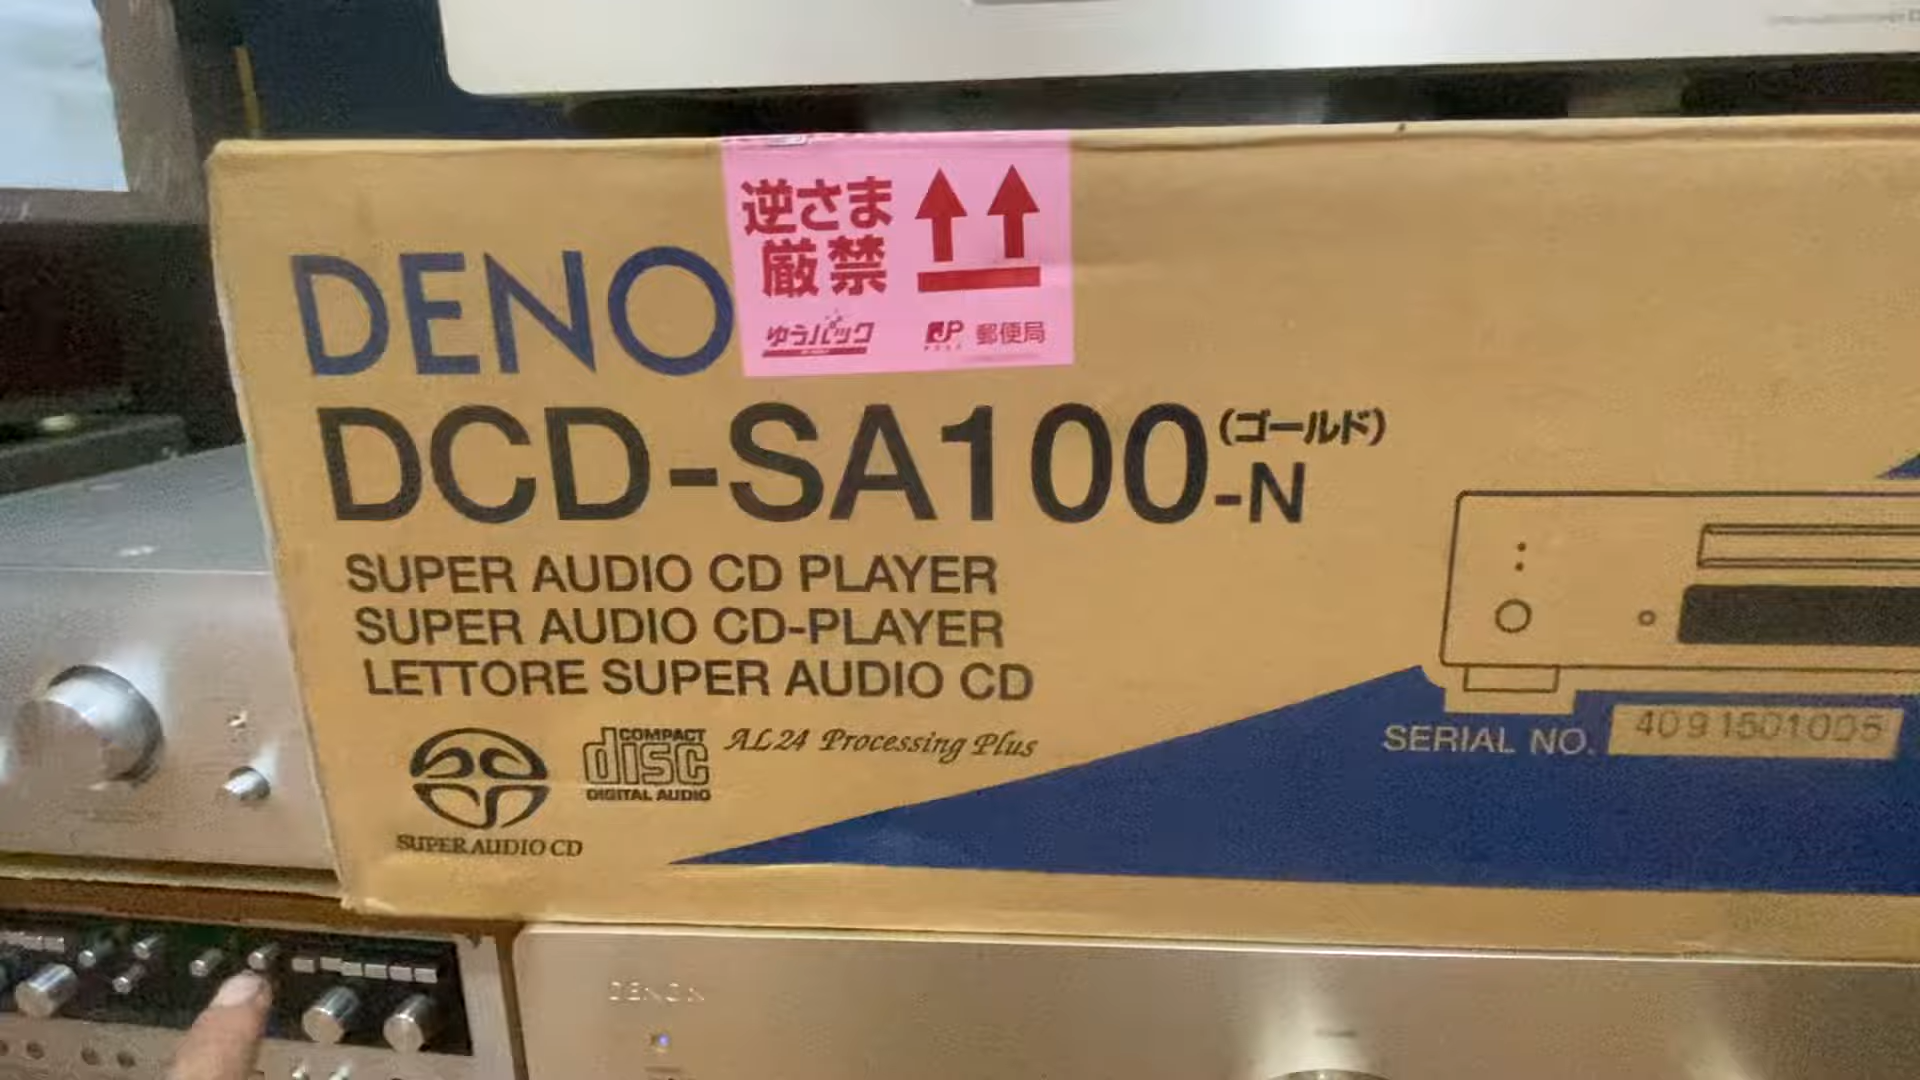 逆さま
厳禁
ゆうパック
JP 郵便局
DENO
DCD-SA100-N
(ゴールド)
SUPER AUDIO CD PLAYER
SUPER AUDIO CD-PLAYER
LETTORE SUPER AUDIO CD
COMPACT
disc
DIGITAL AUDIO
AL24 Processing Plus
SUPER AUDIO CD
SERIAL NO. 4091501005
DENON